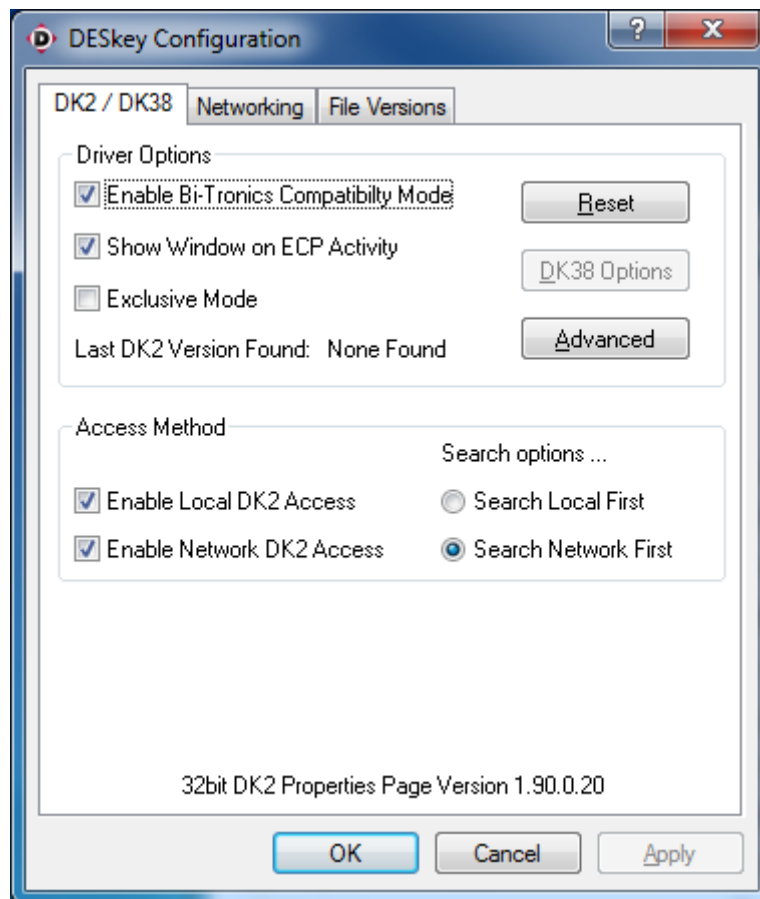 DESkey Configuration
DK2 / DK38
Networking
File Versions
Driver Options
Enable Bi-Tronics Compatibilty Mode
Reset
Show Window on ECP Activity
DK38 Options
Exclusive Mode
Last DK2 Version Found: None Found
Advanced
Access Method
Search options ...
Enable Local DK2 Access
Search Local First
Enable Network DK2 Access
Search Network First
32bit DK2 Properties Page Version 1.90.0.20
OK
Cancel
Apply